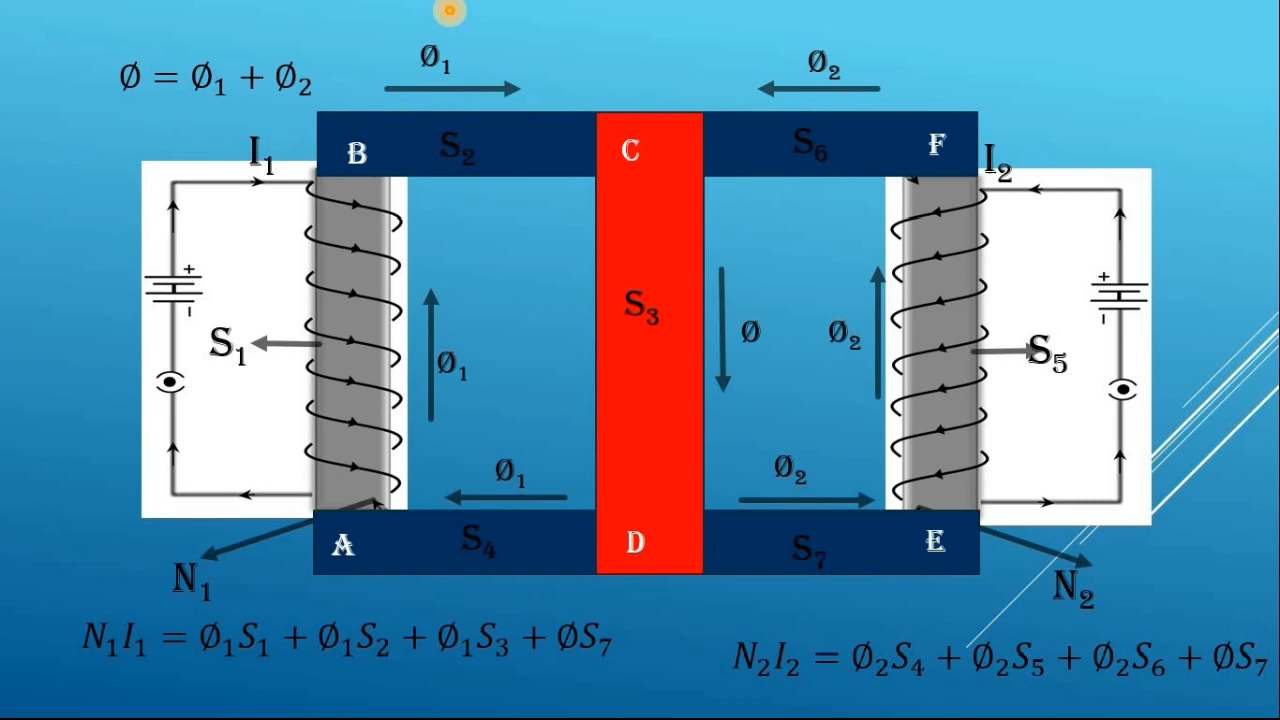 Ø₁
Ø₂
Ø = Ø₁ + Ø₂
I₁
B
S₂
C
S₆
F
I₂
+
-
S₁
Ø₁
S₃
Ø
Ø₂
+
-
S₅
Ø₁
Ø₂
A
S₄
D
S₇
E
N₁
N₂
N₁I₁ = Ø₁S₁ + Ø₁S₂ + Ø₁S₃ + ØS₇
N₂I₂ = Ø₂S₄ + Ø₂S₅ + Ø₂S₆ + ØS₇